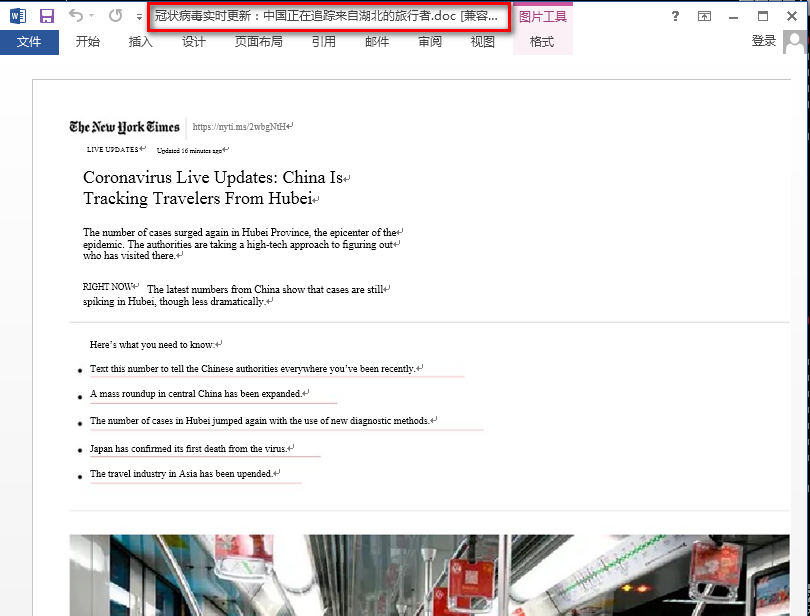 冠状病毒实时更新：中国正在追踪来自湖北的旅行者.doc [兼容...
图片工具
?
文件
开始
插入
设计
页面布局
引用
邮件
审阅
视图
格式
登录
The New York Times
https://nyti.ms/2wbgNtH
LIVE UPDATES
Updated 16 minutes ago
Coronavirus Live Updates: China Is
Tracking Travelers From Hubei
The number of cases surged again in Hubei Province, the epicenter of the
epidemic. The authorities are taking a high-tech approach to figuring out
who has visited there.
RIGHT NOW The latest numbers from China show that cases are still
spiking in Hubei, though less dramatically.
Here’s what you need to know:
Text this number to tell the Chinese authorities everywhere you’ve been recently.
A mass roundup in central China has been expanded.
The number of cases in Hubei jumped again with the use of new diagnostic methods.
Japan has confirmed its first death from the virus.
The travel industry in Asia has been upended.